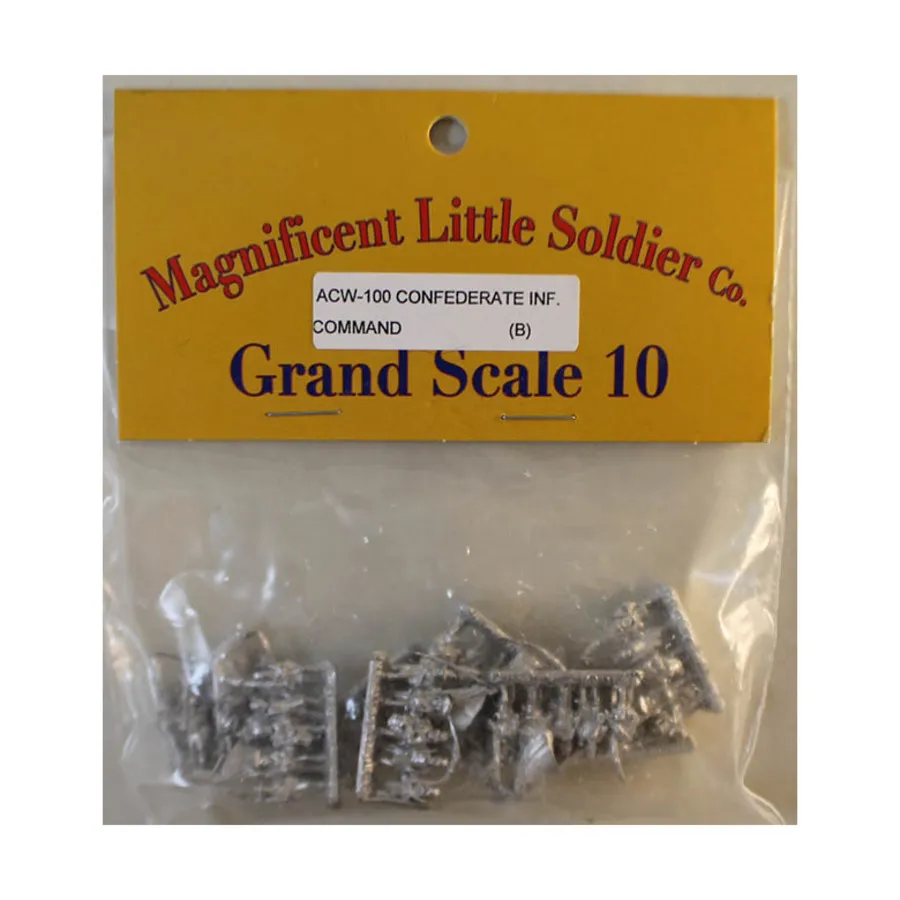 Magnificent Little Soldier Co.
ACW-100 CONFEDERATE INF.
COMMAND (B)
Grand Scale 10